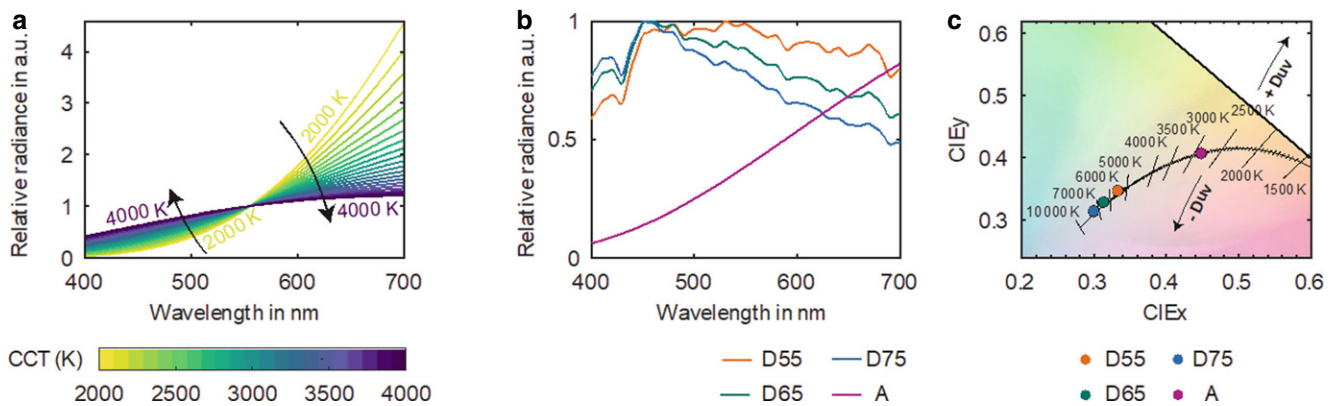 a
Relative radiance in a.u.
4
3
2
1
0
2000 K
4000 K
2000 K
4000 K
400 500 600 700
Wavelength in nm
CCT (K)
2000 2500 3000 3500 4000
b
Relative radiance in a.u.
1
0.5
0
400 500 600 700
Wavelength in nm
D55 D75
D65 A
c
CIEy
0.6
0.5
0.4
0.3
+ Duv
- Duv
2500 K
3000 K
3500 K
4000 K
5000 K
6000 K
7000 K
10000 K
2000 K
1500 K
0.2 0.3 0.4 0.5 0.6
CIEx
D55 D75
D65 A